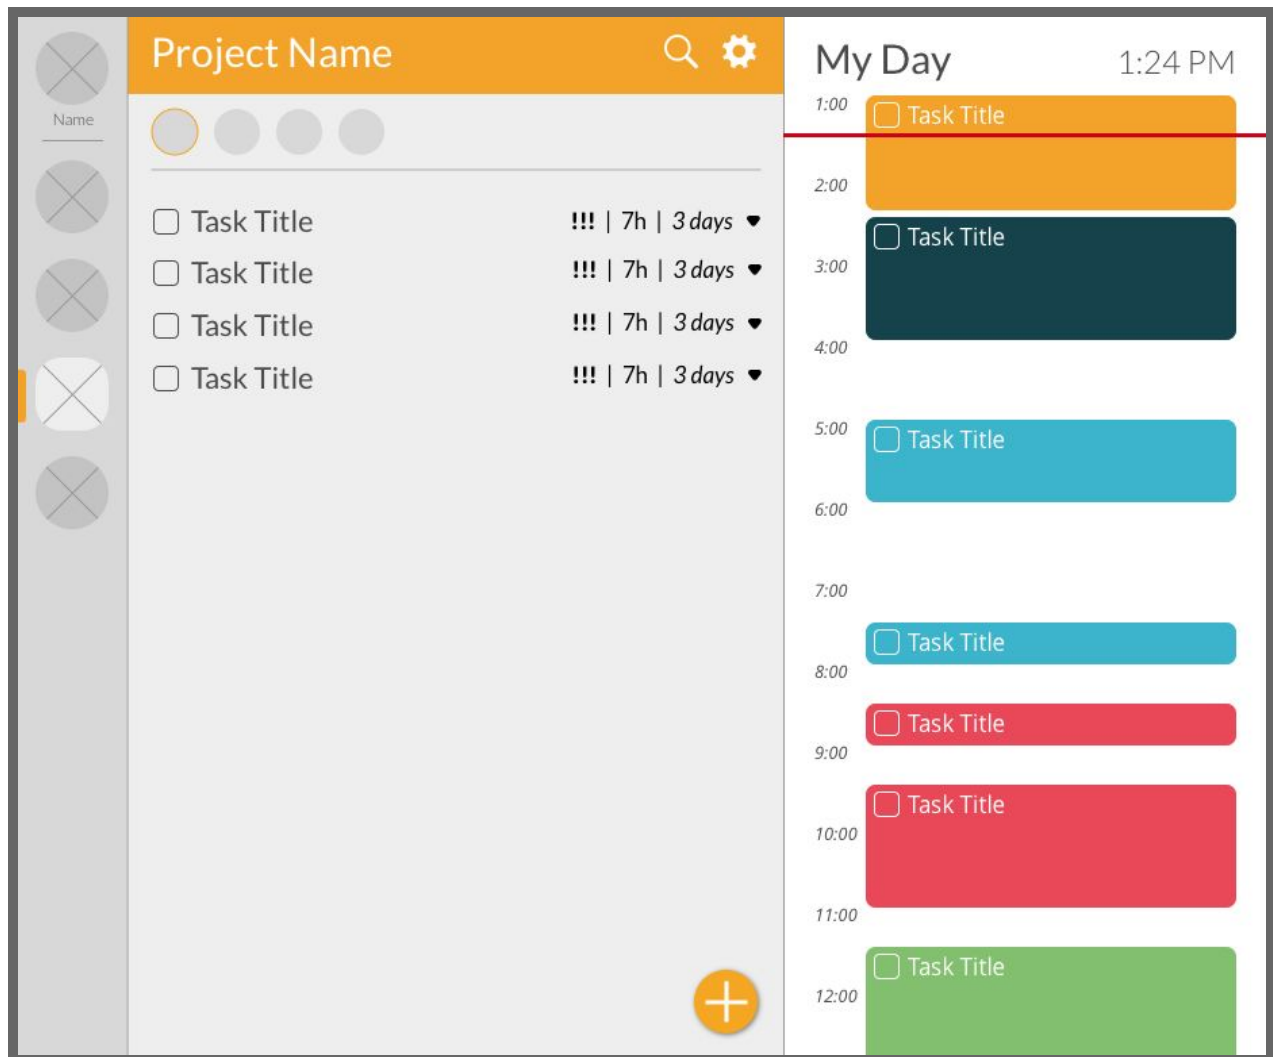 Name
Project Name
Task Title !!! | 7h | 3 days
Task Title !!! | 7h | 3 days
Task Title !!! | 7h | 3 days
Task Title !!! | 7h | 3 days
My Day 1:24 PM
1:00 Task Title
2:00
Task Title
3:00
4:00
5:00 Task Title
6:00
7:00
Task Title
8:00
Task Title
9:00
Task Title
10:00
11:00
Task Title
12:00